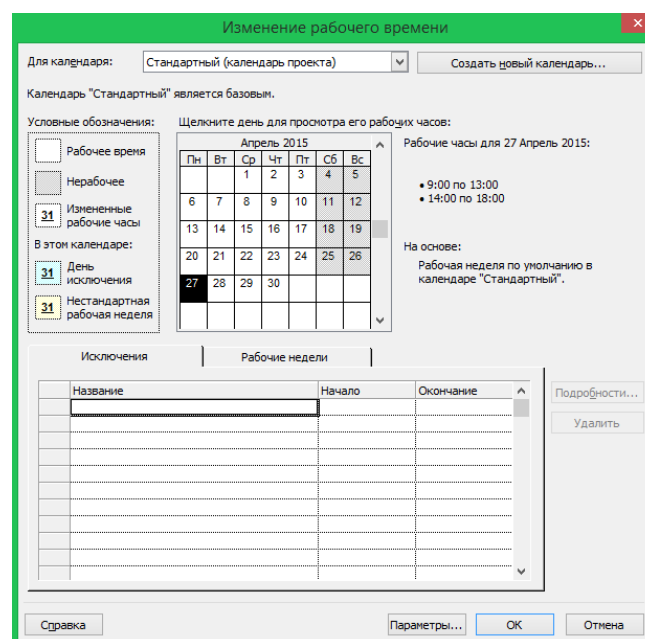 Изменение рабочего времени
Для календаря: Стандартный (календарь проекта) Создать новый календарь...
Календарь "Стандартный" является базовым.
Условные обозначения:
Рабочее время
Нерабочее
31 Измененные
рабочие часы
В этом календаре:
31 День
исключения
31 Нестандартная
рабочая неделя
Щелкните день для просмотра его рабочих часов:
Апрель 2015
Пн Вт Ср Чт Пт Сб Вс
1 2 3 4 5
6 7 8 9 10 11 12
13 14 15 16 17 18 19
20 21 22 23 24 25 26
27 28 29 30
Рабочие часы для 27 Апрель 2015:
• 9:00 по 13:00
• 14:00 по 18:00
На основе:
Рабочая неделя по умолчанию в
календаре "Стандартный".
Исключения Рабочие недели
Название Начало Окончание
Подробности...
Удалить
Справка Параметры... ОК Отмена